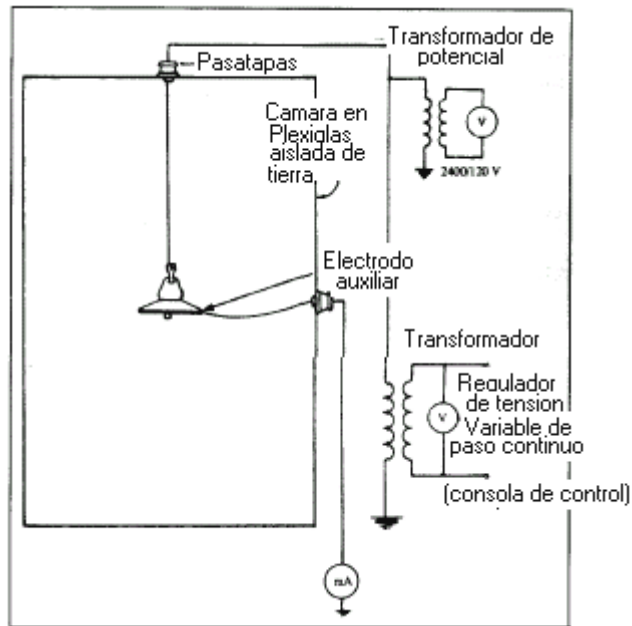 Transformador de
potencial
Pasatapas
Camara en
Plexiglas
aislada de
tierra
V
2400/120 V
Electrodo
auxiliar
Transformador
Regulador
de tension
V
Variable de
paso continuo
(consola de control)
mA